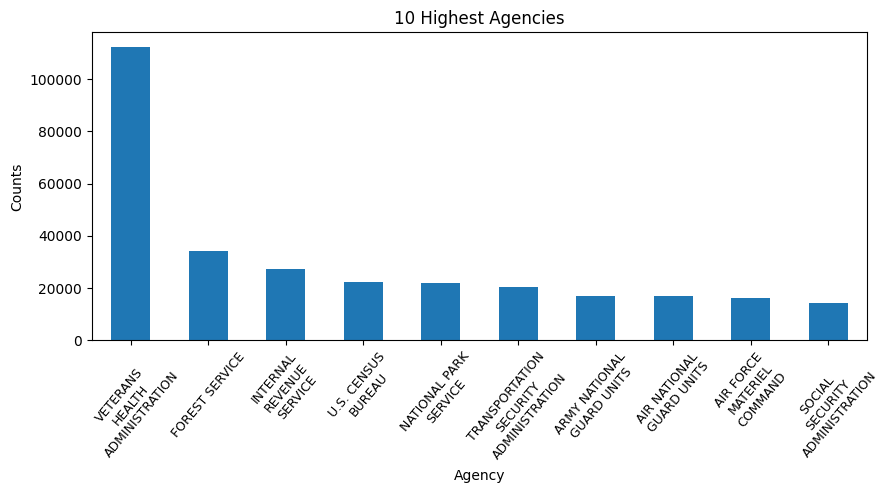 10 Highest Agencies
Counts
100000
80000
60000
40000
20000
0
VETERANS
HEALTH
ADMINISTRATION
FOREST SERVICE
INTERNAL
REVENUE
SERVICE
U.S. CENSUS
BUREAU
NATIONAL PARK
SERVICE
TRANSPORTATION
SECURITY
ADMINISTRATION
ARMY NATIONAL
GUARD UNITS
AIR NATIONAL
GUARD UNITS
AIR FORCE
MATERIEL
COMMAND
SOCIAL
SECURITY
ADMINISTRATION
Agency